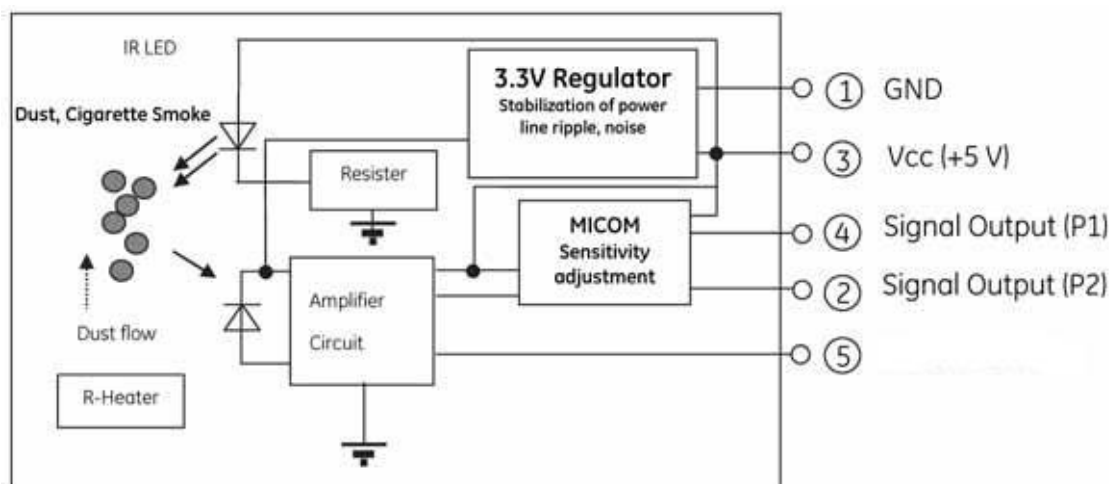 IR LED
Dust, Cigarette Smoke
Dust flow
R-Heater
Resister
Amplifier
Circuit
3.3V Regulator
Stabilization of power
line ripple, noise
MICOM
Sensitivity
adjustment
1 GND
3 Vcc (+5 V)
4 Signal Output (P1)
2 Signal Output (P2)
5